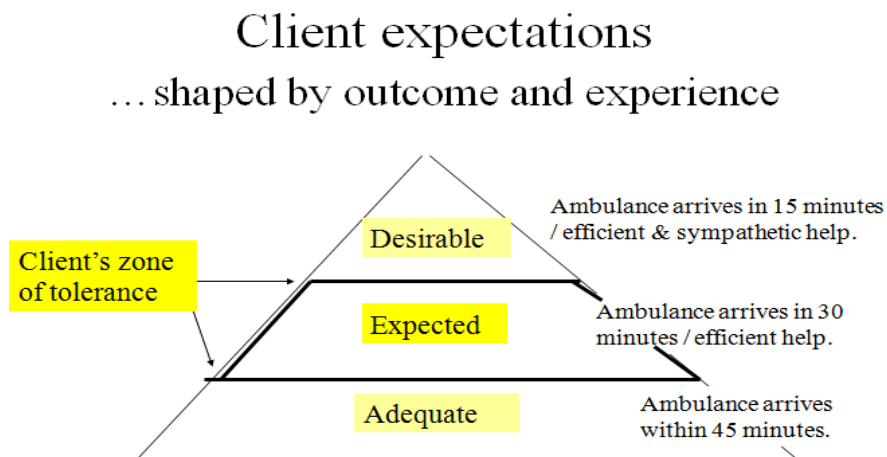 Client expectations
… shaped by outcome and experience
Desirable
Ambulance arrives in 15 minutes
/ efficient & sympathetic help.
Client’s zone
of tolerance
Expected
Ambulance arrives in 30
minutes / efficient help.
Adequate
Ambulance arrives
within 45 minutes.